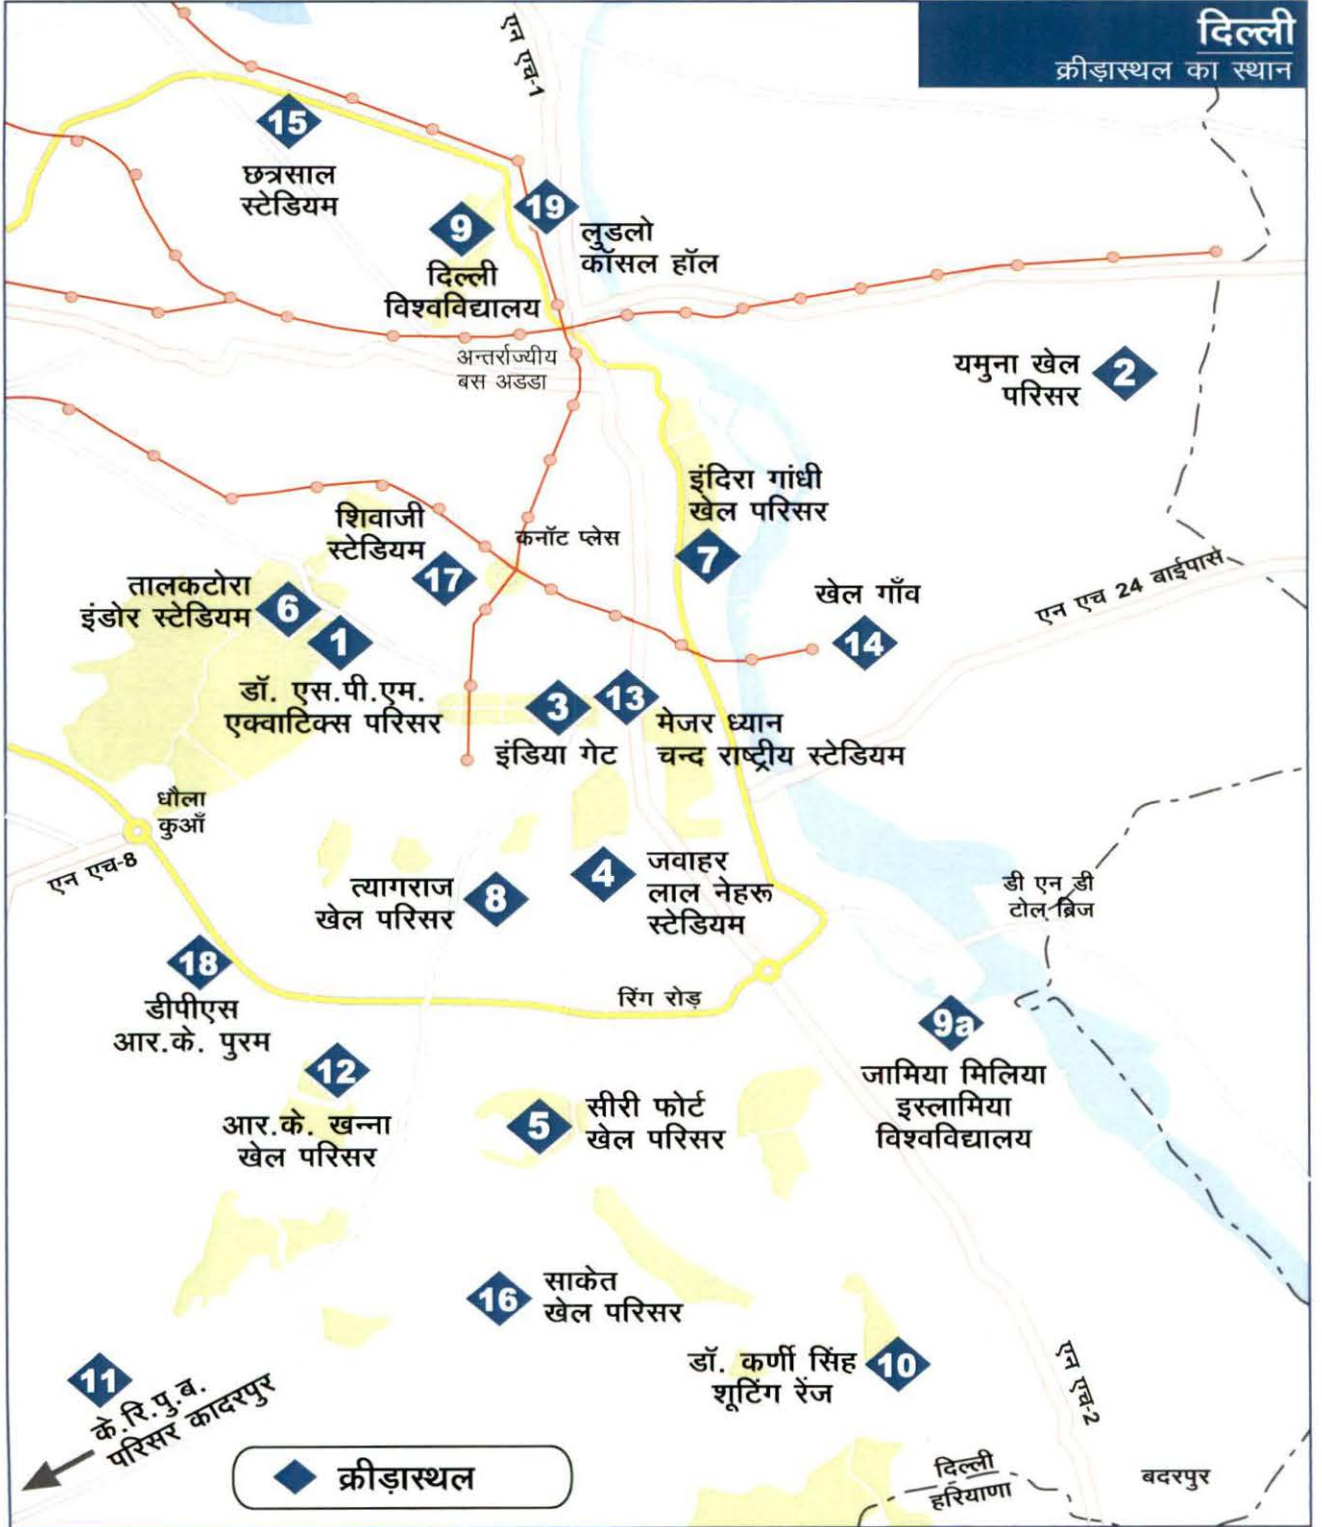 दिल्ली
क्रीड़ास्थल का स्थान
एन एच-1
15
छत्रसाल
स्टेडियम
19
लुडलो
कॉसल हॉल
9
दिल्ली
विश्वविद्यालय
अन्तर्राज्यीय
बस अडडा
यमुना खेल
परिसर
2
इंदिरा गांधी
खेल परिसर
7
शिवाजी
स्टेडियम
17
कनॉट प्लेस
एन एच 24 बाईपास
तालकटोरा
इंडोर स्टेडियम
6
1
डॉ. एस.पी.एम.
एक्वाटिक्स परिसर
खेल गाँव
14
3
इंडिया गेट
13
मेजर ध्यान
चन्द राष्ट्रीय स्टेडियम
धौला
कुआँ
एन एच-8
त्यागराज
खेल परिसर
8
4
जवाहर
लाल नेहरू
स्टेडियम
डी एन डी
टोल ब्रिज
18
डीपीएस
आर.के. पुरम
रिंग रोड़
9a
जामिया मिलिया
इस्लामिया
विश्वविद्यालय
12
आर.के. खन्ना
खेल परिसर
5
सीरी फोर्ट
खेल परिसर
16
साकेत
खेल परिसर
डॉ. कर्णी सिंह
शूटिंग रेंज
10
एन एच-2
11
के.रि.पु.ब.
परिसर कादरपुर
क्रीड़ास्थल
दिल्ली
हरियाणा
बदरपुर